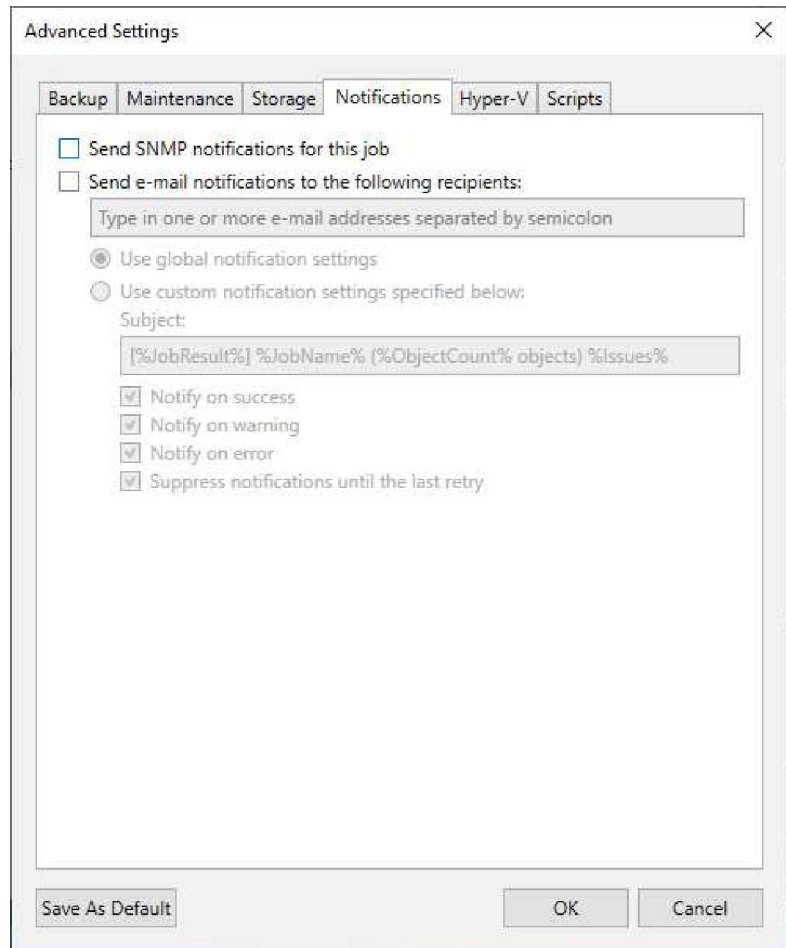 Advanced Settings
Backup Maintenance Storage Notifications Hyper-V Scripts
Send SNMP notifications for this job
Send e-mail notifications to the following recipients:
Type in one or more e-mail addresses separated by semicolon
Use global notification settings
Use custom notification settings specified below:
Subject:
[%JobResult%] %JobName% (%ObjectCount% objects) %Issues%
Notify on success
Notify on warning
Notify on error
Suppress notifications until the last retry
Save As Default OK Cancel